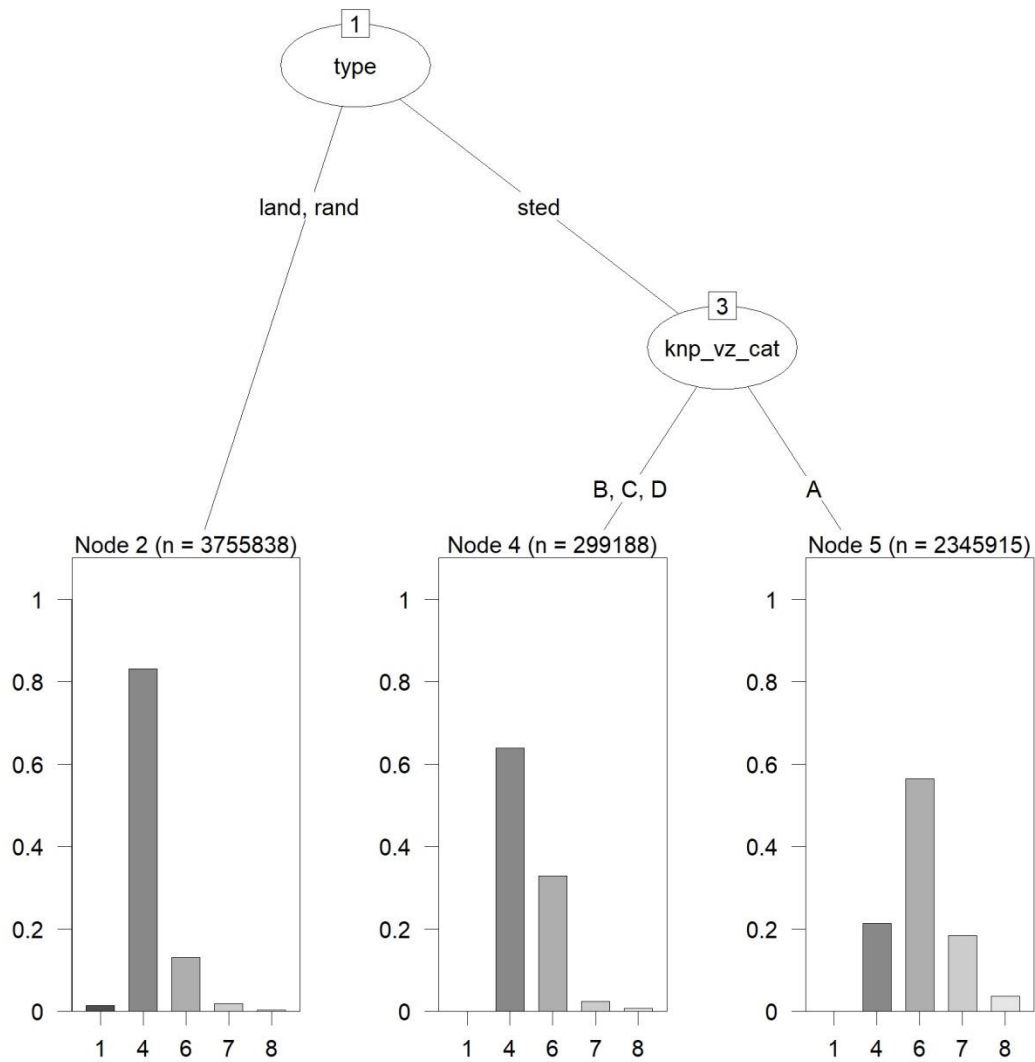 1
type
land, rand
sted
3
knp_vz_cat
B, C, D
A
Node 2 (n = 3755838)
1
0.8
0.6
0.4
0.2
0
1 4 6 7 8
Node 4 (n = 299188)
1
0.8
0.6
0.4
0.2
0
1 4 6 7 8
Node 5 (n = 2345915)
1
0.8
0.6
0.4
0.2
0
1 4 6 7 8